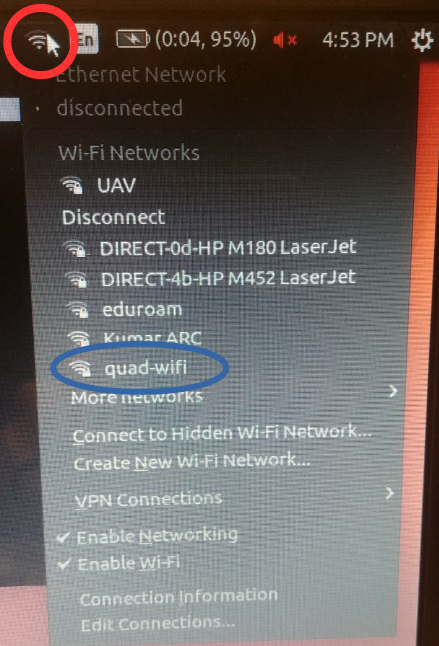 En (0:04, 95%) 4:53 PM
Ethernet Network
disconnected
Wi-Fi Networks
UAV
Disconnect
DIRECT-0d-HP M180 LaserJet
DIRECT-4b-HP M452 LaserJet
eduroam
Kumar ARC
quad-wifi
More networks
Connect to Hidden Wi-Fi Network...
Create New Wi-Fi Network...
VPN Connections
Enable Networking
Enable Wi-Fi
Connection Information
Edit Connections...